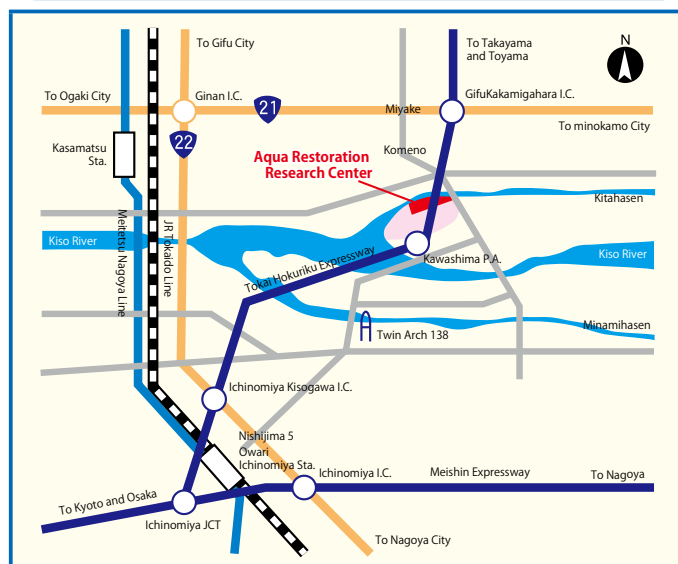 To Gifu City
To Takayama
and Toyama
N
To Ogaki City
Ginan I.C.
21
Miyake
GifuKakamigahara I.C.
To minokamo City
22
Kasamatsu
Sta.
Komeno
Aqua Restoration
Research Center
Kitahasen
Meitetsu Nagoya Line
JR Tokaido Line
Kiso River
Kiso River
Tokai Hokuriku Expressway
Kawashima P.A.
Minamihasen
Twin Arch 138
Ichinomiya Kisogawa I.C.
Nishijima 5
Owari
Ichinomiya Sta.
Ichinomiya I.C.
Meishin Expressway
To Nagoya
To Kyoto and Osaka
Ichinomiya JCT
To Nagoya City